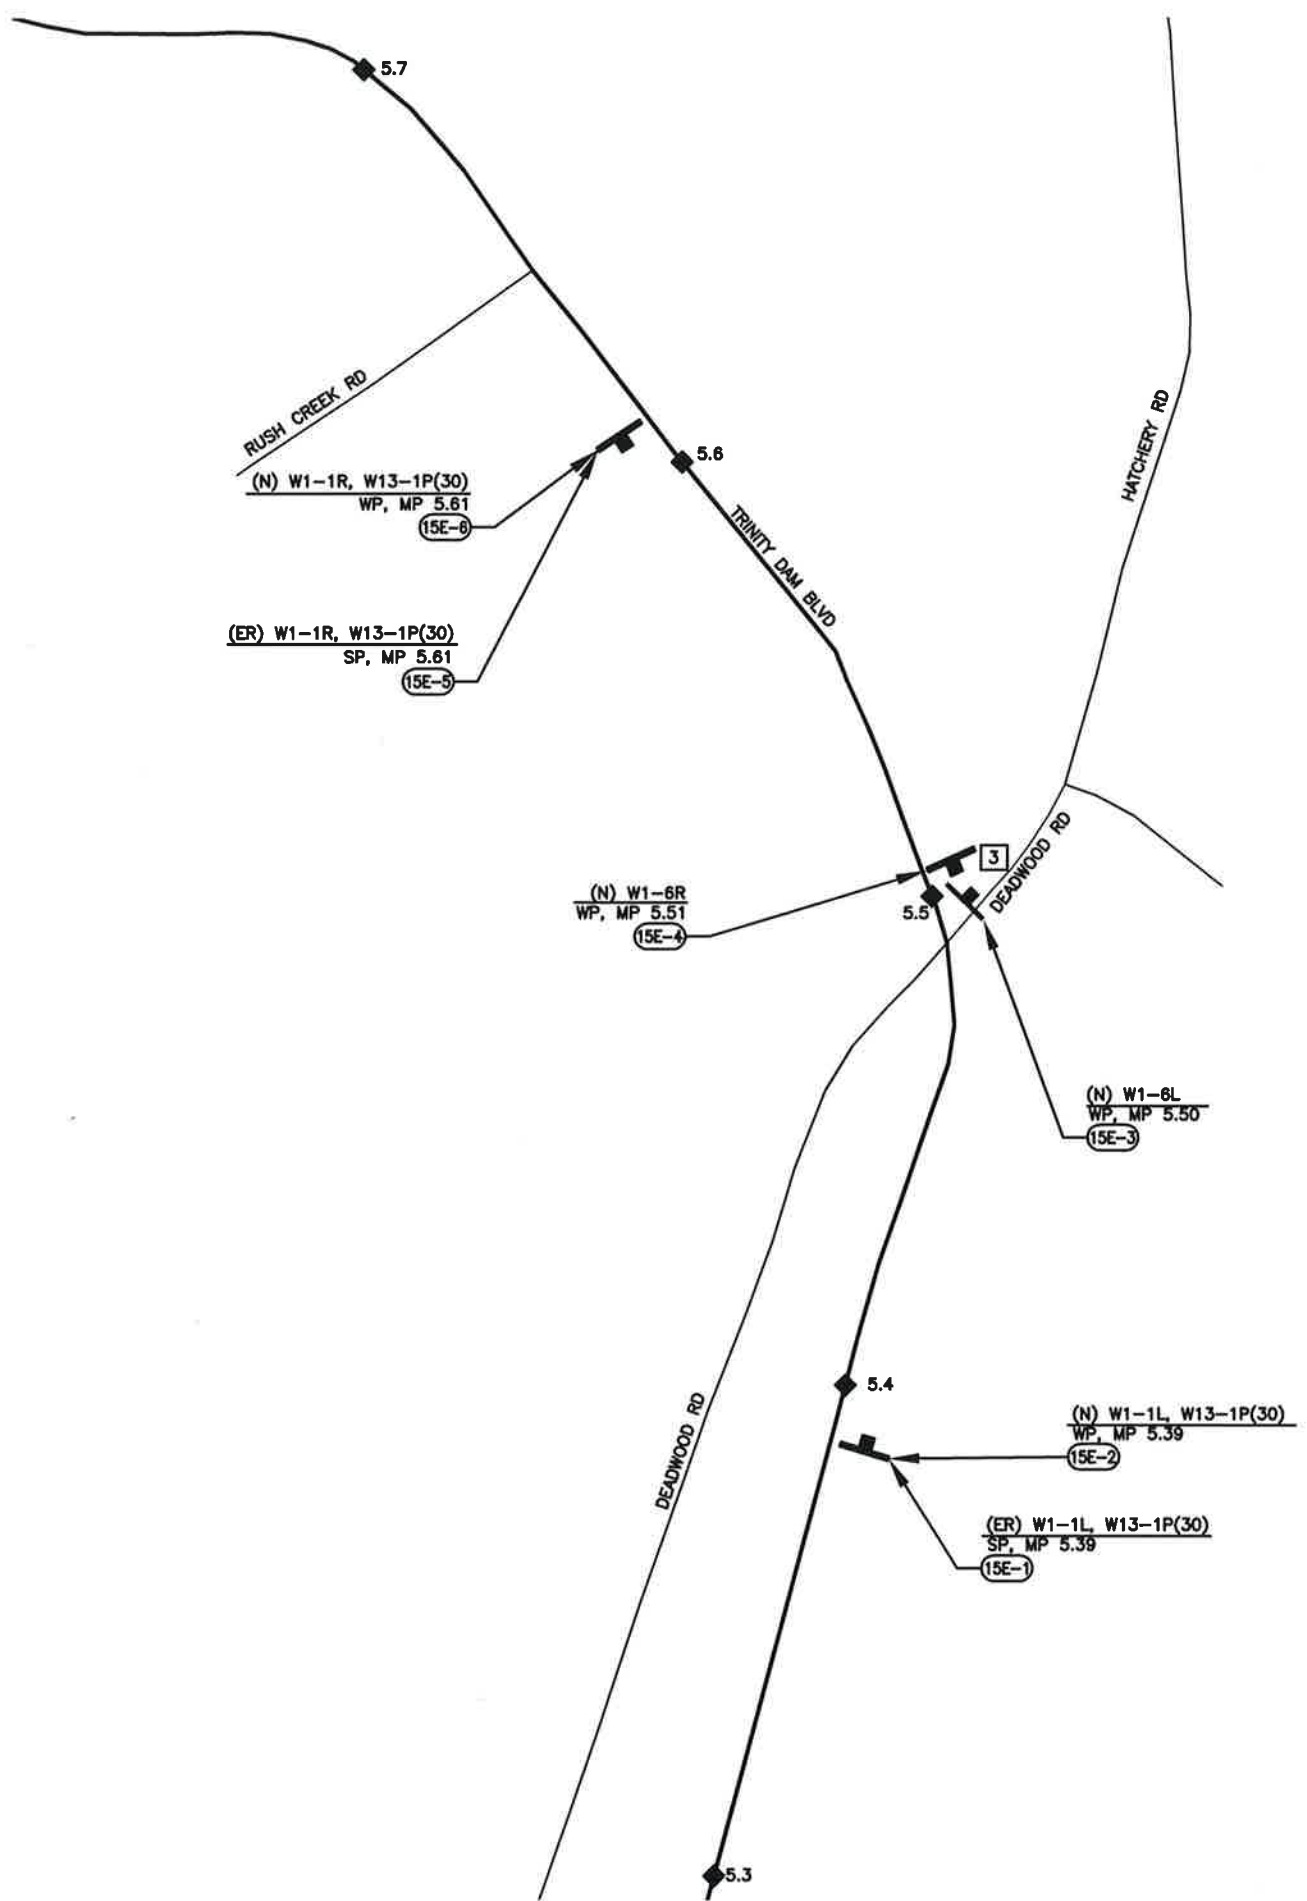 5.7
RUSH CREEK RD
HATCHERY RD
5.6
(N) W1-1R, W13-1P(30)
WP, MP 5.61
15E-6
TRINITY DAM BLVD
(ER) W1-1R, W13-1P(30)
SP, MP 5.61
15E-5
3
DEADWOOD RD
(N) W1-6R
WP, MP 5.51
15E-4
5.5
(N) W1-6L
WP, MP 5.50
15E-3
5.4
DEADWOOD RD
(N) W1-1L, W13-1P(30)
WP, MP 5.39
15E-2
(ER) W1-1L, W13-1P(30)
SP, MP 5.39
15E-1
5.3